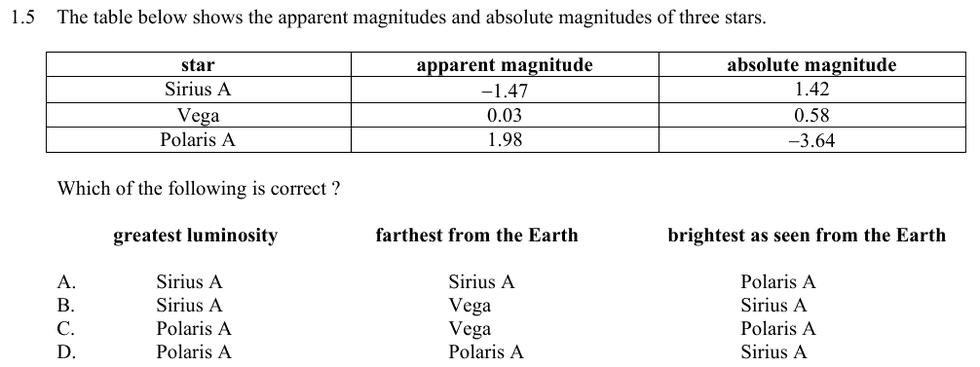 1.5 The table below shows the apparent magnitudes and absolute magnitudes of three stars.
star apparent magnitude absolute magnitude
Sirius A –1.47 1.42
Vega 0.03 0.58
Polaris A 1.98 –3.64
Which of the following is correct ?
greatest luminosity farthest from the Earth brightest as seen from the Earth
A. Sirius A Sirius A Polaris A
B. Sirius A Vega Sirius A
C. Polaris A Vega Polaris A
D. Polaris A Polaris A Sirius A